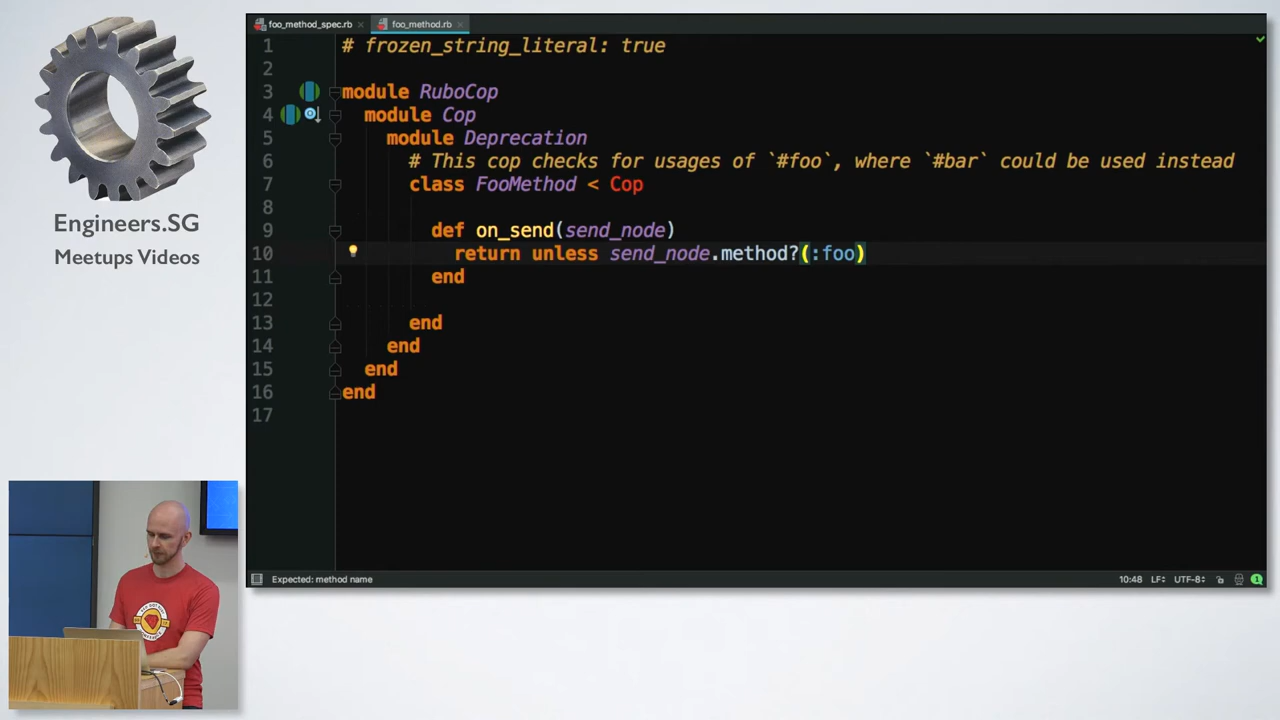 Engineers.SG
Meetups Videos
foo_method_spec.rb
foo_method.rb
1 # frozen_string_literal: true
2
3 module RuboCop
4 module Cop
5 module Deprecation
6 # This cop checks for usages of `#foo`, where `#bar` could be used instead
7 class FooMethod < Cop
8
9 def on_send(send_node)
10 return unless send_node.method?(:foo)
11 end
12
13 end
14 end
15 end
16 end
17
Expected: method name
10:48 LF÷ UTF-8÷ 1